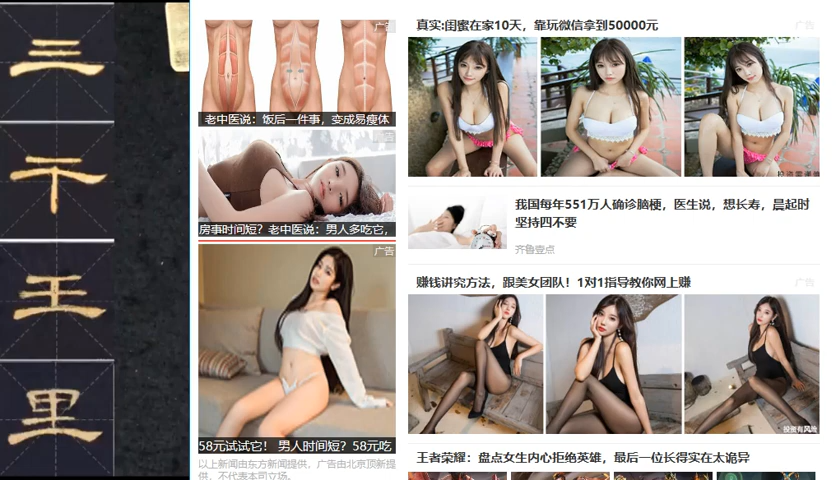 三
千
王
里
广告
老中医说：饭后一件事，变成易瘦体
广告
房事时间短？老中医说：男人多吃它，
广告
58元试试它！ 男人时间短？58元吃
以上新闻由东方新闻提供，广告由北京顶新提
供，不代表本司立场。
真实:闺蜜在家10天，靠玩微信拿到50000元
广告
我国每年551万人确诊脑梗，医生说，想长寿，晨起时
坚持四不要
齐鲁壹点
赚钱讲究方法，跟美女团队！1对1指导教你网上赚
广告
投资有风险
王者荣耀：盘点女生内心拒绝英雄，最后一位长得实在太诡异